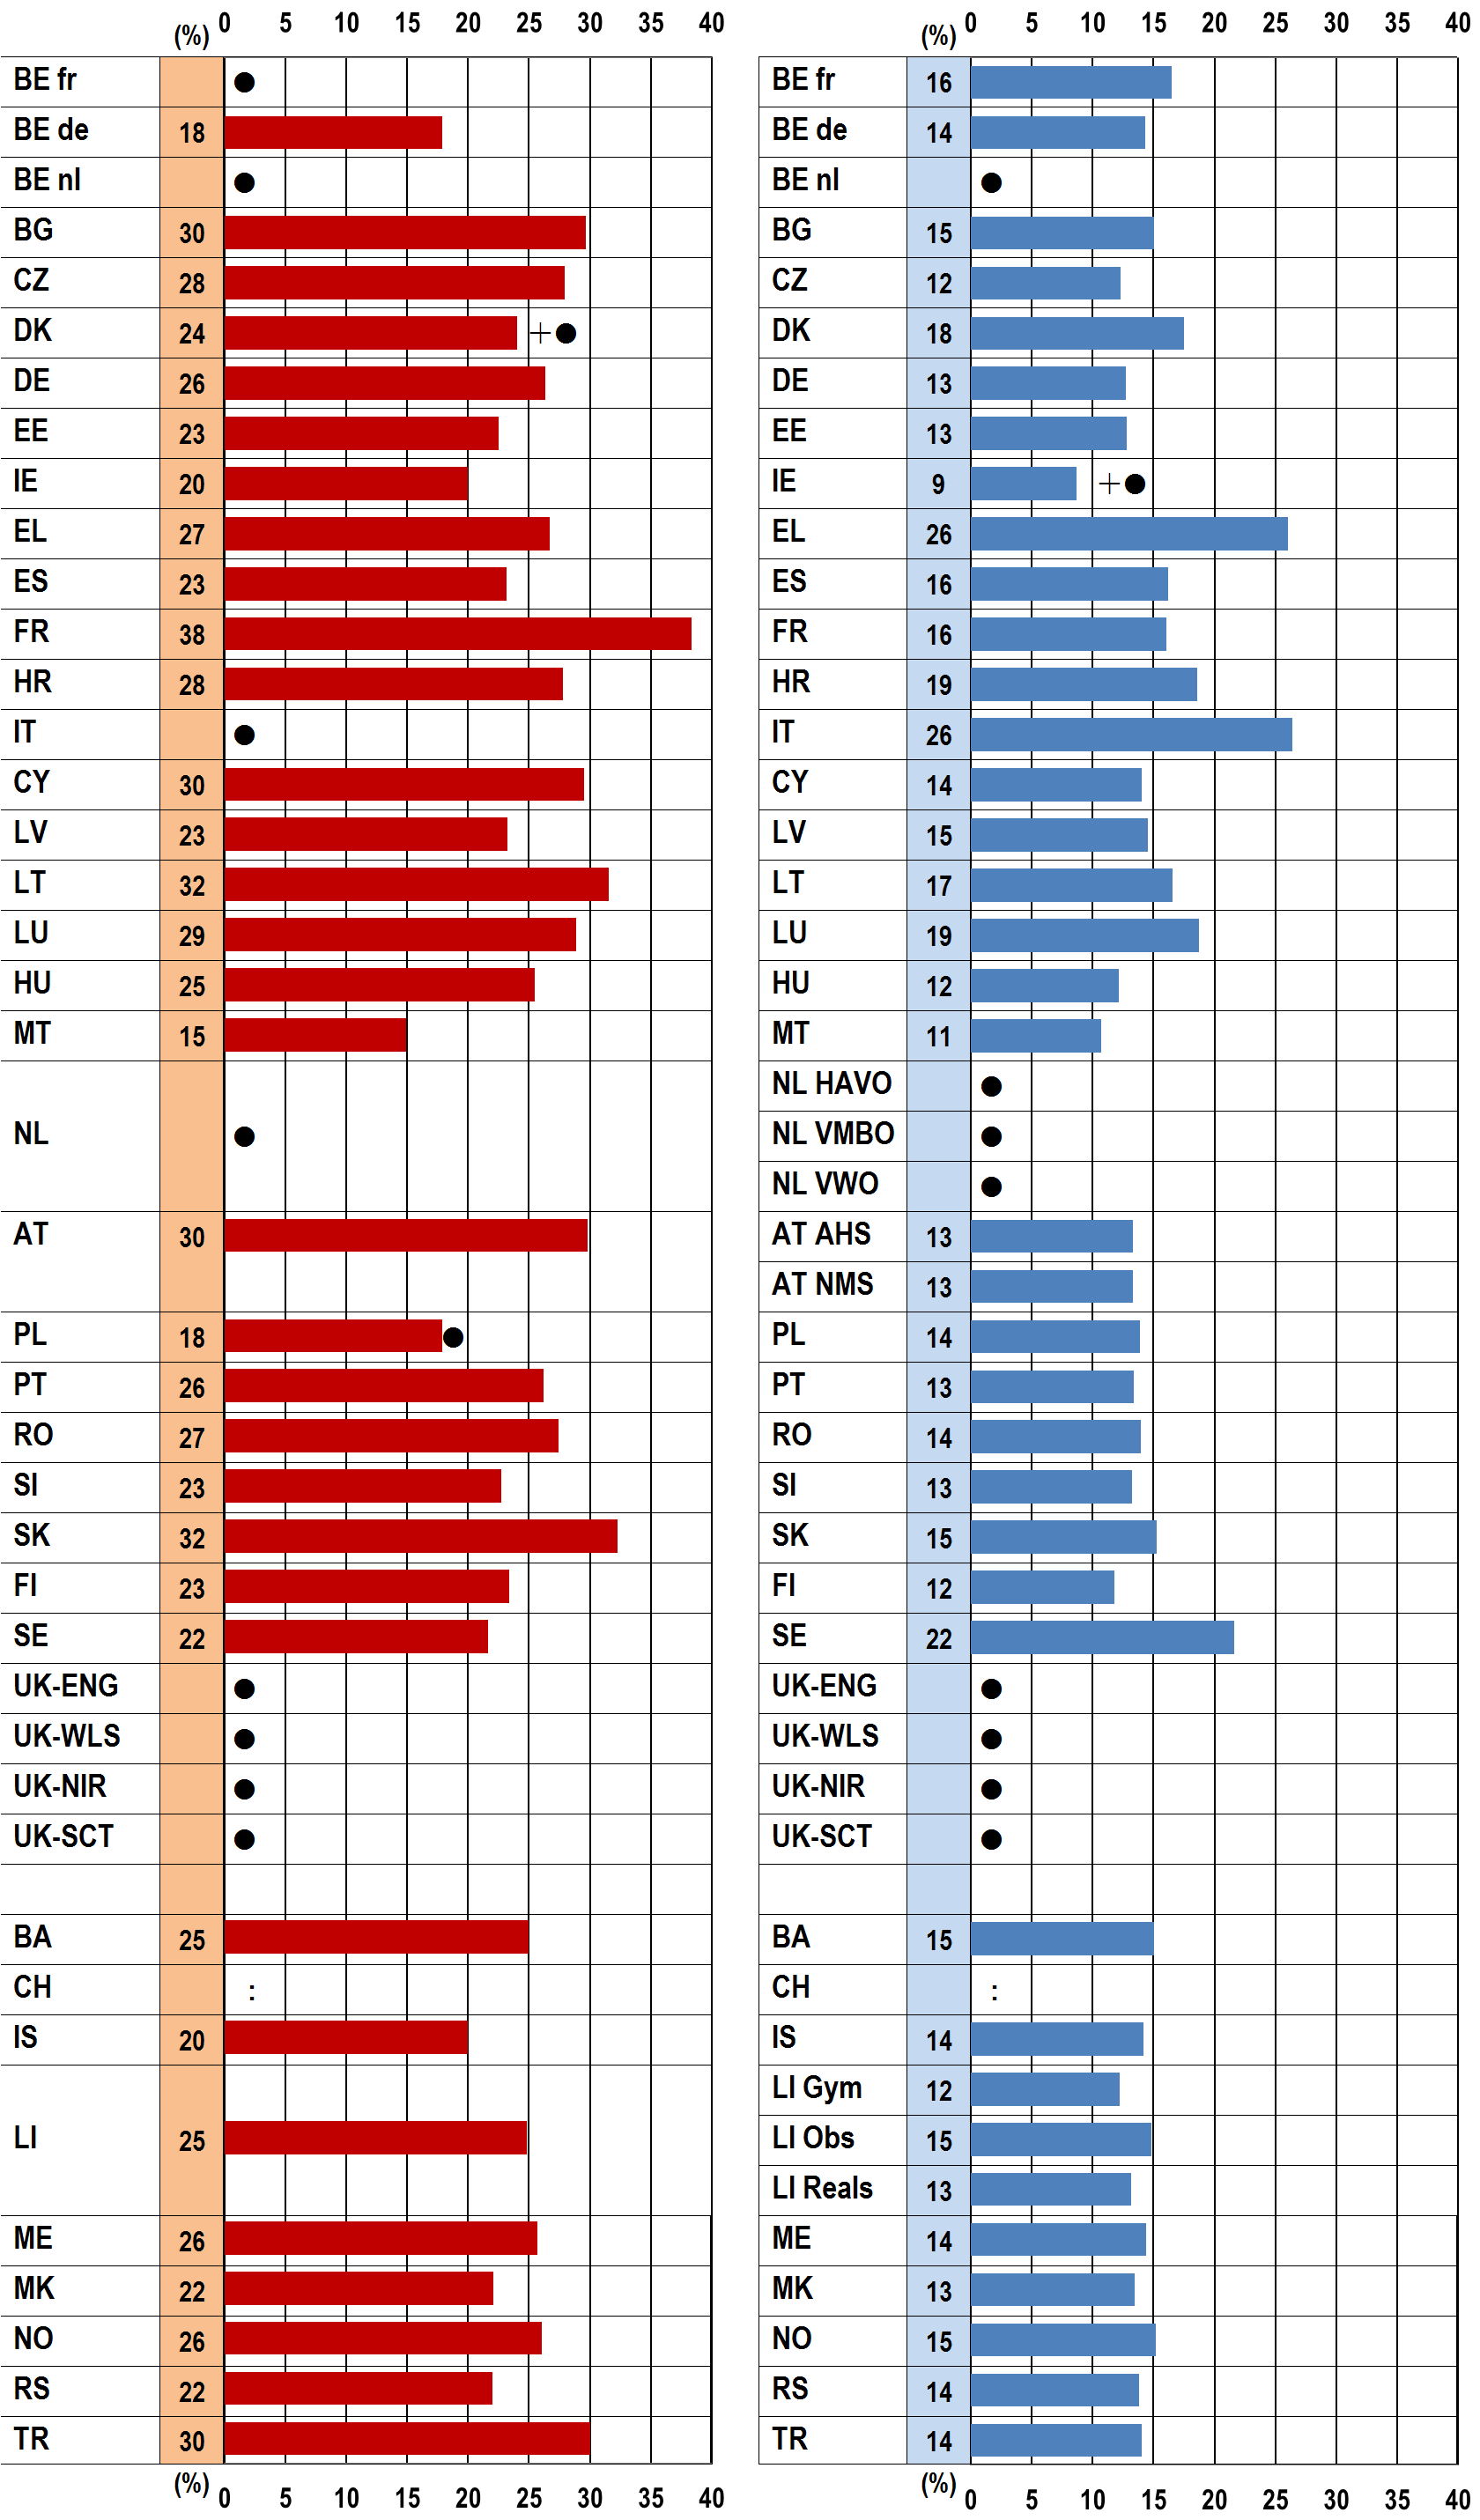 (%) 0 5 10 15 20 25 30 35 40 (%) 0 5 10 15 20 25 30 35 40
BE fr ● BE fr 16
BE de 18 BE de 14
BE nl ● BE nl ●
BG 30 BG 15
CZ 28 CZ 12
DK 24 +● DK 18
DE 26 DE 13
EE 23 EE 13
IE 20 IE 9 +●
EL 27 EL 26
ES 23 ES 16
FR 38 FR 16
HR 28 HR 19
IT ● IT 26
CY 30 CY 14
LV 23 LV 15
LT 32 LT 17
LU 29 LU 19
HU 25 HU 12
MT 15 MT 11
NL HAVO ●
NL ● NL VMBO ●
NL VWO ●
AT 30 AT AHS 13
AT NMS 13
PL 18 ● PL 14
PT 26 PT 13
RO 27 RO 14
SI 23 SI 13
SK 32 SK 15
FI 23 FI 12
SE 22 SE 22
UK-ENG ● UK-ENG ●
UK-WLS ● UK-WLS ●
UK-NIR ● UK-NIR ●
UK-SCT ● UK-SCT ●
BA 25 BA 15
CH : CH :
IS 20 IS 14
LI Gym 12
LI 25 LI Obs 15
LI Reals 13
ME 26 ME 14
MK 22 MK 13
NO 26 NO 15
RS 22 RS 14
TR 30 TR 14
(%) 0 5 10 15 20 25 30 35 40 (%) 0 5 10 15 20 25 30 35 40